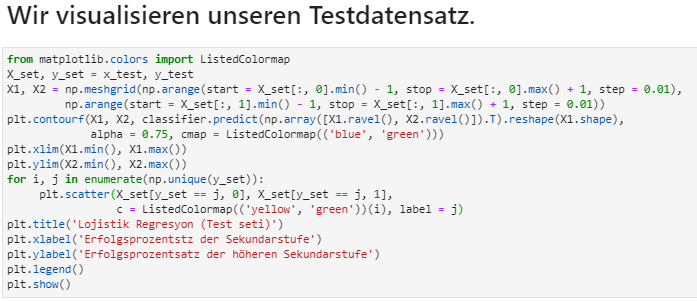 Wir visualisieren unseren Testdatensatz.
from matplotlib.colors import ListedColormap
X_set, y_set = x_test, y_test
X1, X2 = np.meshgrid(np.arange(start = X_set[:, 0].min() - 1, stop = X_set[:, 0].max() + 1, step = 0.01),
np.arange(start = X_set[:, 1].min() - 1, stop = X_set[:, 1].max() + 1, step = 0.01))
plt.contourf(X1, X2, classifier.predict(np.array([X1.ravel(), X2.ravel()]).T).reshape(X1.shape),
alpha = 0.75, cmap = ListedColormap(('blue', 'green')))
plt.xlim(X1.min(), X1.max())
plt.ylim(X2.min(), X2.max())
for i, j in enumerate(np.unique(y_set)):
plt.scatter(X_set[y_set == j, 0], X_set[y_set == j, 1],
c = ListedColormap(('yellow', 'green'))(i), label = j)
plt.title('Lojistik Regresyon (Test seti)')
plt.xlabel('Erfolgsprozentstz der Sekundarstufe')
plt.ylabel('Erfolgsprozentsatz der höheren Sekundarstufe')
plt.legend()
plt.show()